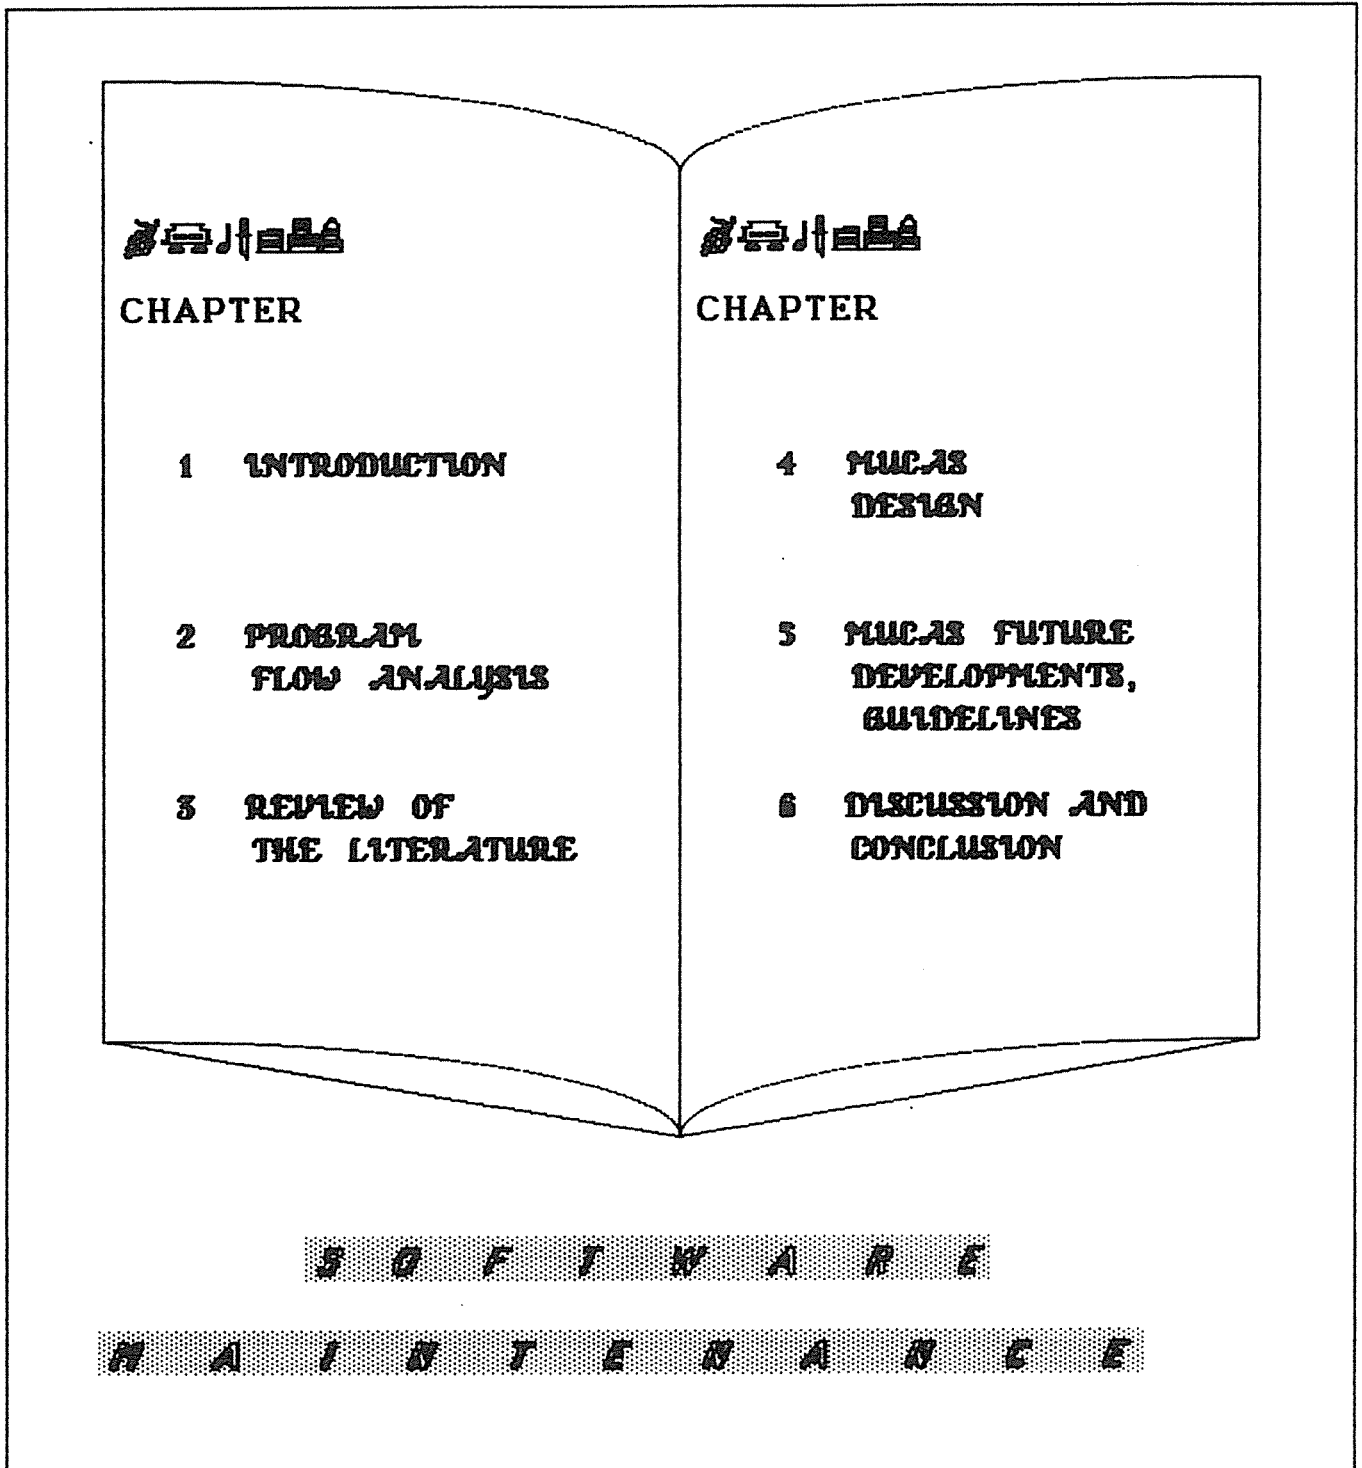 CHAPTER
1 INTRODUCTION
2 PROGRAM
FLOW ANALYSIS
3 REVIEW OF
THE LITERATURE
CHAPTER
4 MUCAS
DESIGN
5 MUCAS FUTURE
DEVELOPMENTS,
GUIDELINES
6 DISCUSSION AND
CONCLUSION
S O F T W A R E
M A I N T E N A N C E